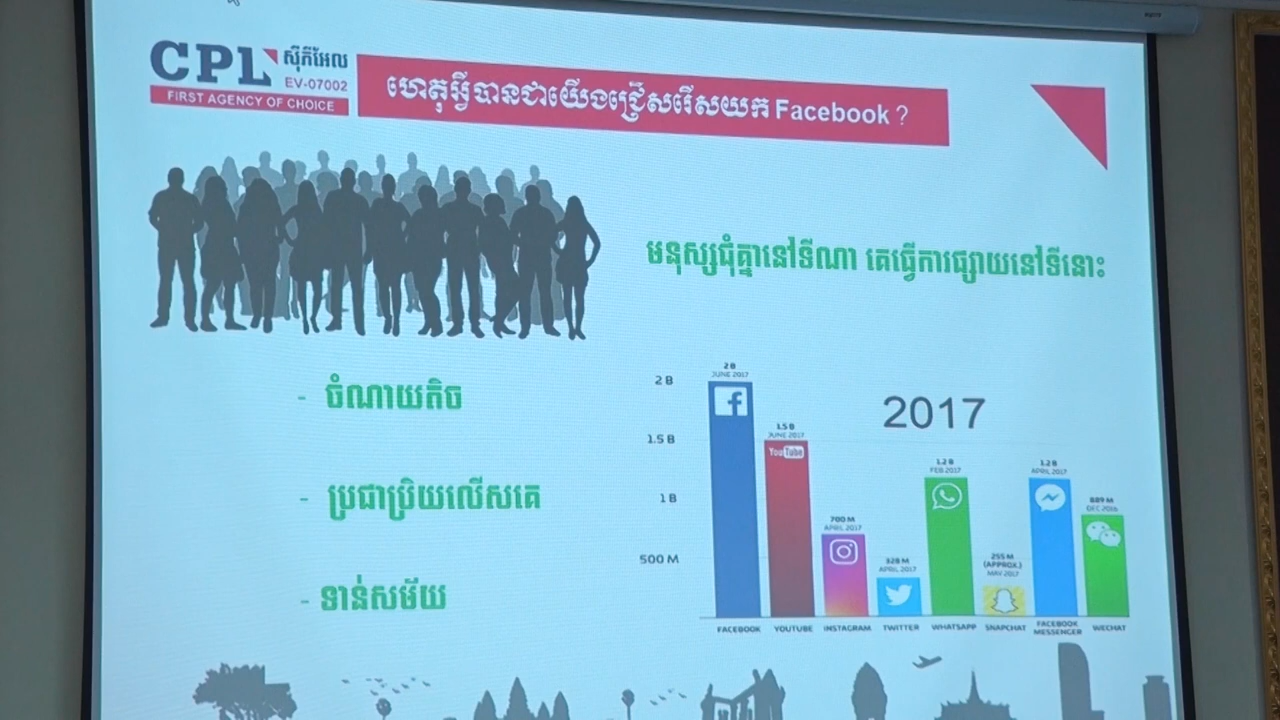 CPL ស៊ីភីអែល
EV-07002
FIRST AGENCY OF CHOICE
ហេតុអ្វីបានជាយើងជ្រើសរើសយក Facebook ?
មនុស្សជុំគ្នានៅទីណា គេធ្វើការផ្សាយនៅទីនោះ
- ចំណាយតិច
- ប្រជាប្រិយលើសគេ
- ទាន់សម័យ
2017
2 B
1.5 B
1 B
500 M
2 B
JUNE 2017
1.5 B
JUNE 2017
YouTube
700 M
APRIL 2017
328 M
APRIL 2017
1.2 B
FEB 2017
255 M
(APPROX.)
MAY 2017
1.2 B
APRIL 2017
889 M
DEC 2016
FACEBOOK YOUTUBE INSTAGRAM TWITTER WHATSAPP SNAPCHAT FACEBOOK MESSENGER WECHAT